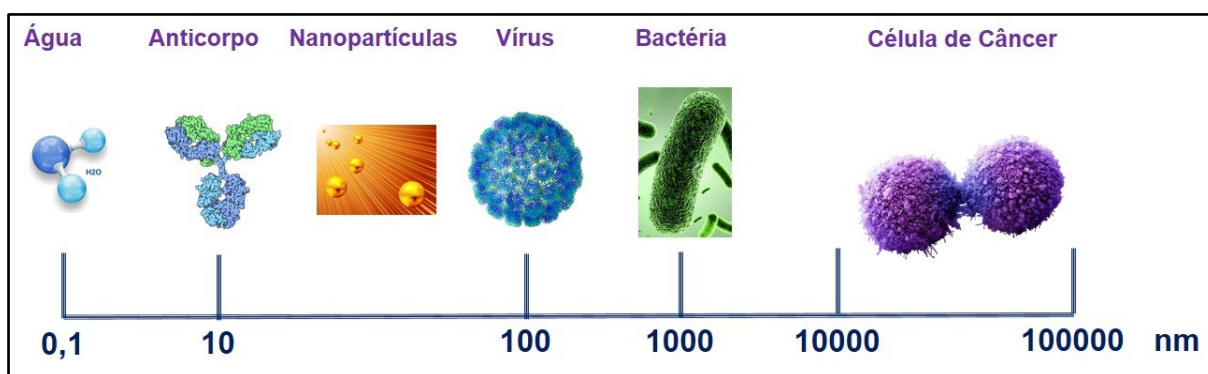 Água Anticorpo Nanopartículas Vírus Bactéria Célula de Câncer
H2O
0,1 10 100 1000 10000 100000 nm